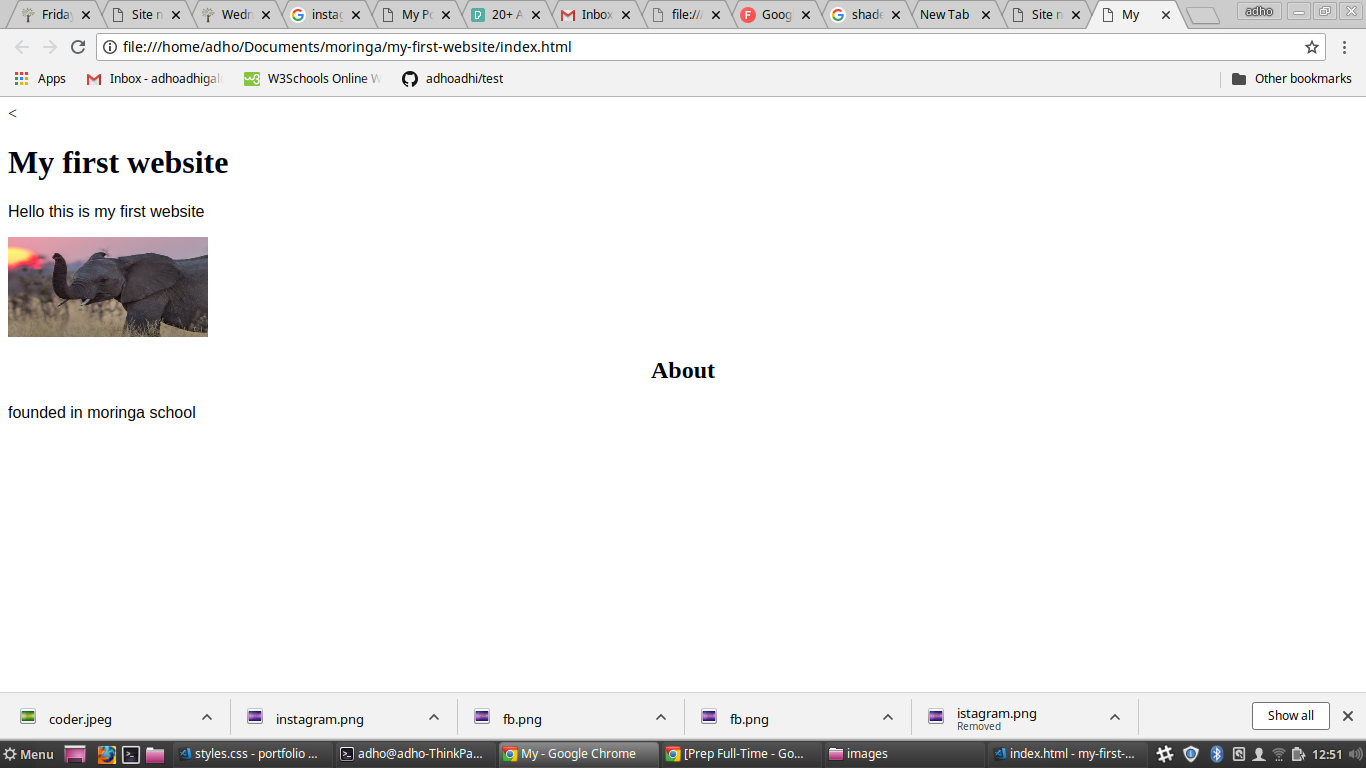 Friday Site n Wedn instag My Po 20+ A Inbox file:/// Goog shade New Tab Site n My adho
file:///home/adho/Documents/moringa/my-first-website/index.html
Apps Inbox - adhoadhigal W3Schools Online W adhoadhi/test Other bookmarks
<
My first website
Hello this is my first website
About
founded in moringa school
coder.jpeg instagram.png fb.png fb.png istagram.png Show all
Removed
Menu styles.css - portfolio ... adho@adho-ThinkPa... My - Google Chrome [Prep Full-Time - Go... images index.html - my-first-... 12:51